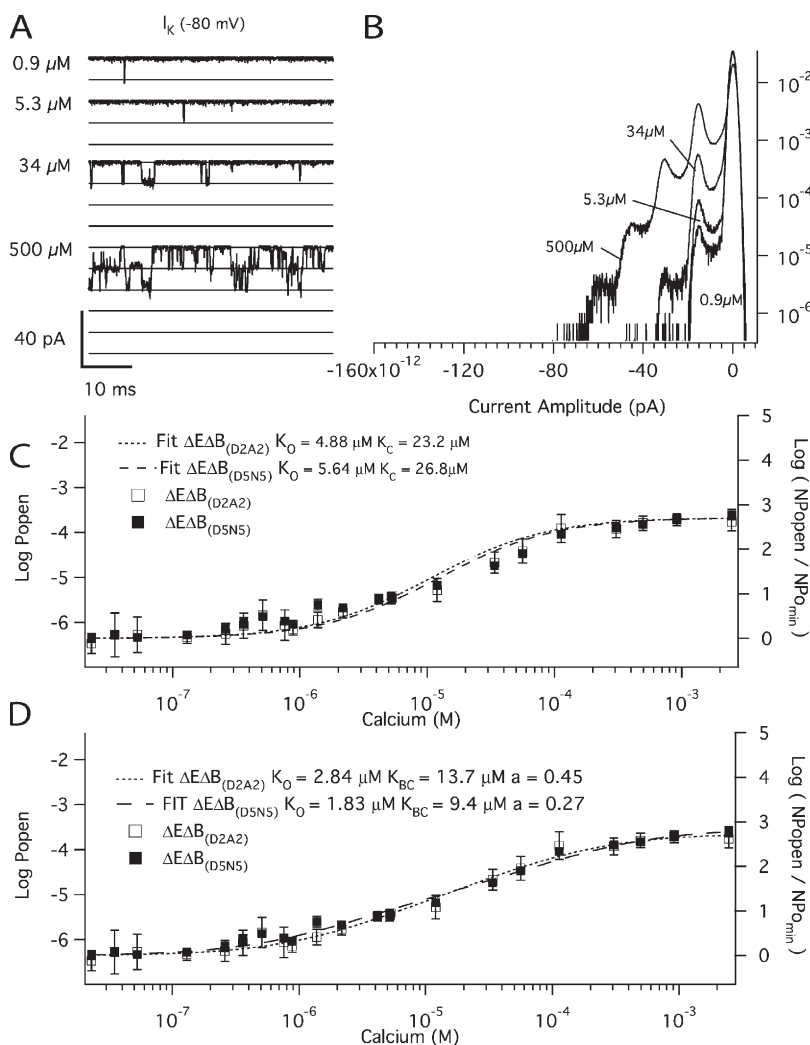 A
I_K (-80 mV)
0.9 µM
5.3 µM
34 µM
500 µM
40 pA
10 ms
B
10^-2
10^-3
10^-4
10^-5
10^-6
34µM
5.3µM
500µM
0.9µM
-160x10^-12
-120
-80
-40
0
Current Amplitude (pA)
C
Fit ΔEΔB(D2A2) K_O = 4.88 µM K_C = 23.2 µM
Fit ΔEΔB(D5N5) K_O = 5.64 µM K_C = 26.8µM
ΔEΔB(D2A2)
ΔEΔB(D5N5)
Log Popen
-2
-3
-4
-5
-6
Log ( NPopen / NPo_min )
5
4
3
2
1
0
10^-7
10^-6
10^-5
10^-4
10^-3
Calcium (M)
D
Fit ΔEΔB(D2A2) K_O = 2.84 µM K_BC = 13.7 µM a = 0.45
FIT ΔEΔB(D5N5) K_O = 1.83 µM K_BC = 9.4 µM a = 0.27
ΔEΔB(D2A2)
ΔEΔB(D5N5)
Log Popen
-2
-3
-4
-5
-6
Log ( NPopen / NPo_min )
5
4
3
2
1
0
10^-7
10^-6
10^-5
10^-4
10^-3
Calcium (M)